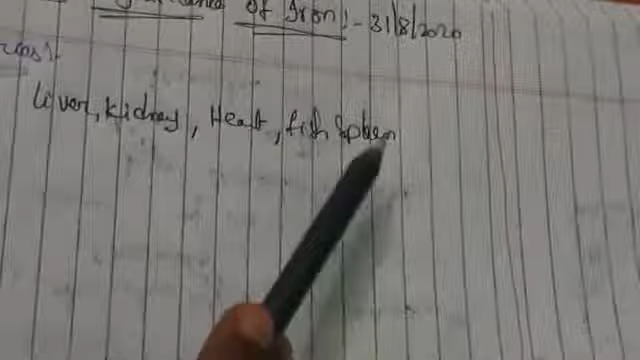 Of Iron :- 31/8/2020
Liver, Kidney, Heart, fish Spleen